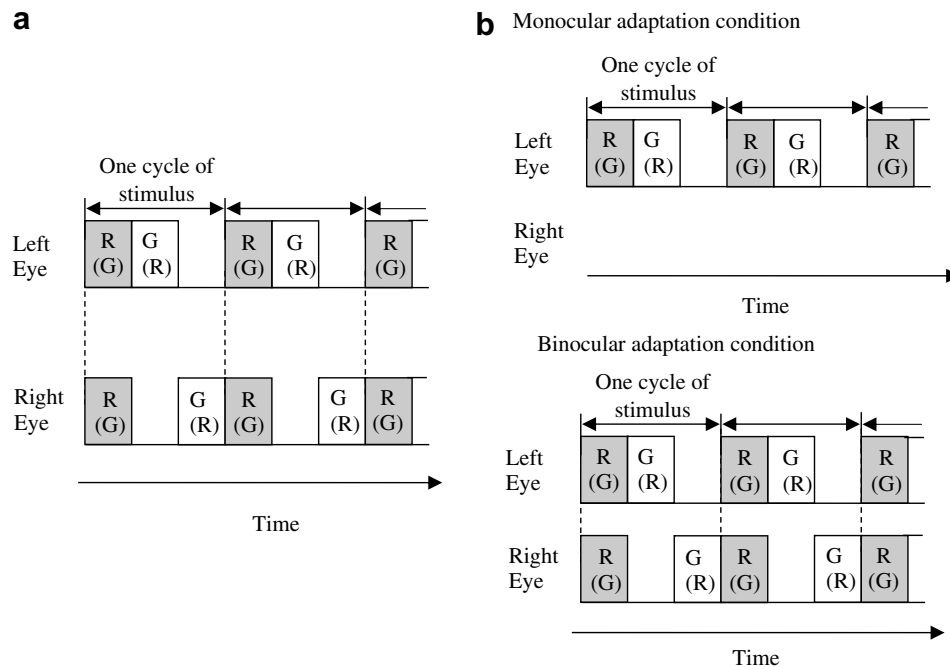 a
One cycle of
stimulus
Left
Eye
R
(G)
G
(R)
R
(G)
G
(R)
R
(G)
Right
Eye
R
(G)
G
(R)
R
(G)
G
(R)
R
(G)
Time
b
Monocular adaptation condition
One cycle of
stimulus
Left
Eye
R
(G)
G
(R)
R
(G)
G
(R)
R
(G)
Right
Eye
Time
Binocular adaptation condition
One cycle of
stimulus
Left
Eye
R
(G)
G
(R)
R
(G)
G
(R)
R
(G)
Right
Eye
R
(G)
G
(R)
R
(G)
G
(R)
R
(G)
Time